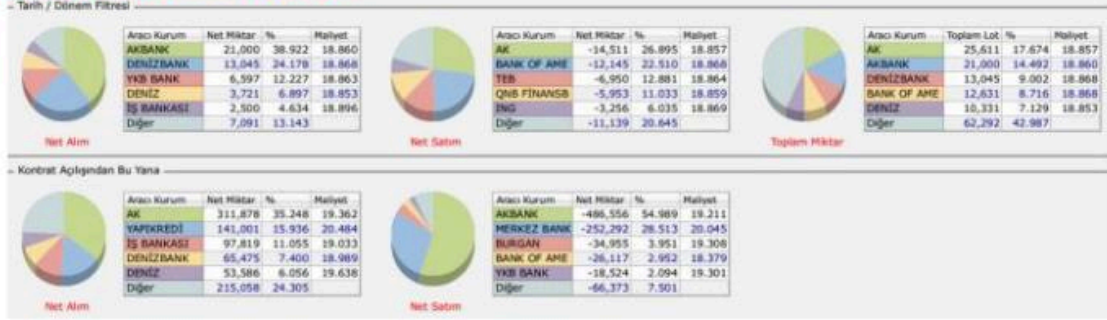 Tarih / Dönem Filtresi
Aracı Kurum Net Miktar % Maliyet
AKBANK 21,000 38.922 18.860
DENİZBANK 13,045 24.178 18.868
YKB BANK 6,597 12.227 18.863
DENİZ 3,721 6.897 18.853
İŞ BANKASI 2,500 4.634 18.896
Diğer 7,091 13.143
Net Alım
Aracı Kurum Net Miktar % Maliyet
AK -14,511 26.895 18.857
BANK OF AME -12,145 22.510 18.868
TEB -6,950 12.881 18.864
QNB FİNANSB -5,953 11.033 18.859
ING -3,256 6.035 18.869
Diğer -11,139 20.645
Net Satım
Aracı Kurum Toplam Lot % Maliyet
AK 25,611 17.674 18.857
AKBANK 21,000 14.492 18.860
DENİZBANK 13,045 9.002 18.868
BANK OF AME 12,631 8.716 18.868
DENİZ 10,331 7.129 18.853
Diğer 62,292 42.987
Toplam Miktar
Kontrat Açılışından Bu Yana
Aracı Kurum Net Miktar % Maliyet
AK 311,878 35.248 19.362
YAPIKREDİ 141,001 15.936 20.484
İŞ BANKASI 97,819 11.055 19.033
DENİZBANK 65,475 7.400 18.989
DENİZ 53,586 6.056 19.638
Diğer 215,058 24.305
Net Alım
Aracı Kurum Net Miktar % Maliyet
AKBANK -486,556 54.989 19.211
MERKEZ BANK -252,292 28.513 20.045
BURGAN -34,955 3.951 19.308
BANK OF AME -26,117 2.952 18.379
YKB BANK -18,524 2.094 19.301
Diğer -66,373 7.501
Net Satım